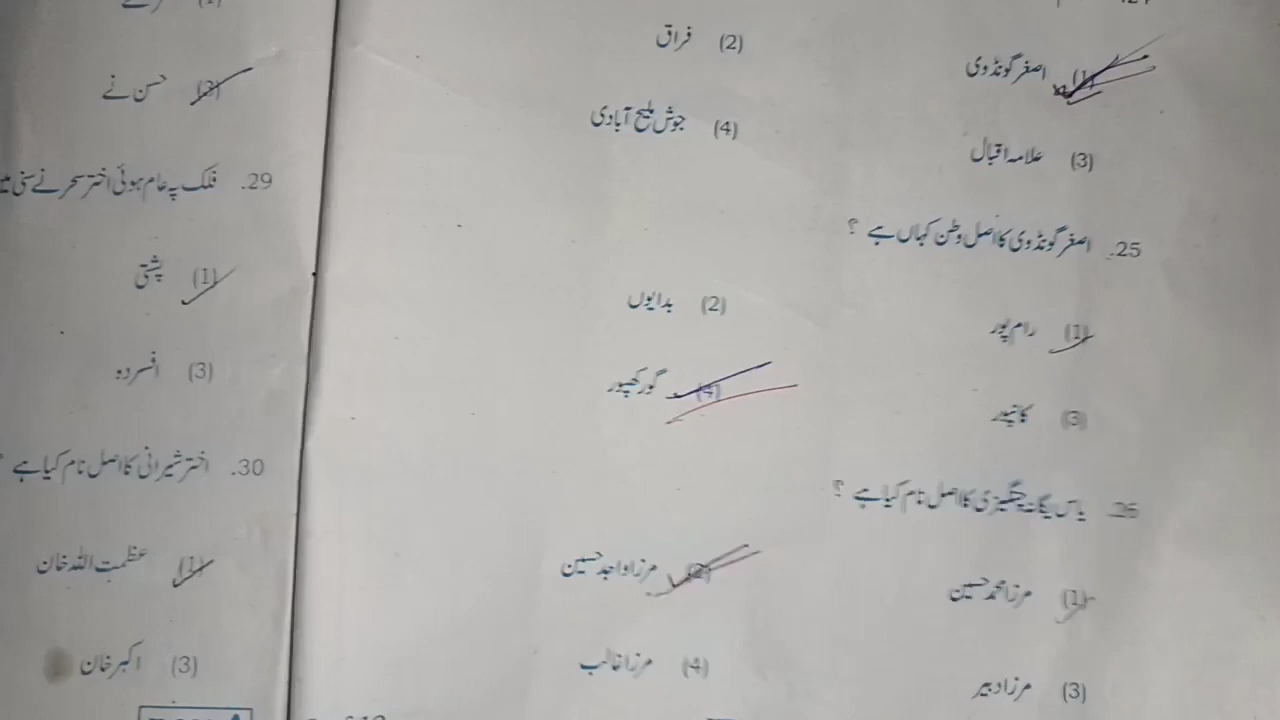 (1) اصغر گونڈوی (2) فراق
(3) علامہ اقبال (4) جوش ملیح آبادی
25. اصغر گونڈوی کا اصل وطن کہاں ہے ؟
(1) رام پور (2) بدایوں
(3) کانپور (4) گورکھپور
26. یاس یگانہ چنگیزی کا اصل نام کیا ہے ؟
(1) مرزا محمد حسین (2) مرزا واجد حسین
(3) مرزا دبیر (4) مرزا غالب
(3) حسن نے
29. فلک پہ عام ہوئی اختر سحر نے سنی
(1) پشتی
(3) افسردہ
30. اختر شیرانی کا اصل نام کیا ہے
(1) عظمت اللہ خان
(3) اکبر خان